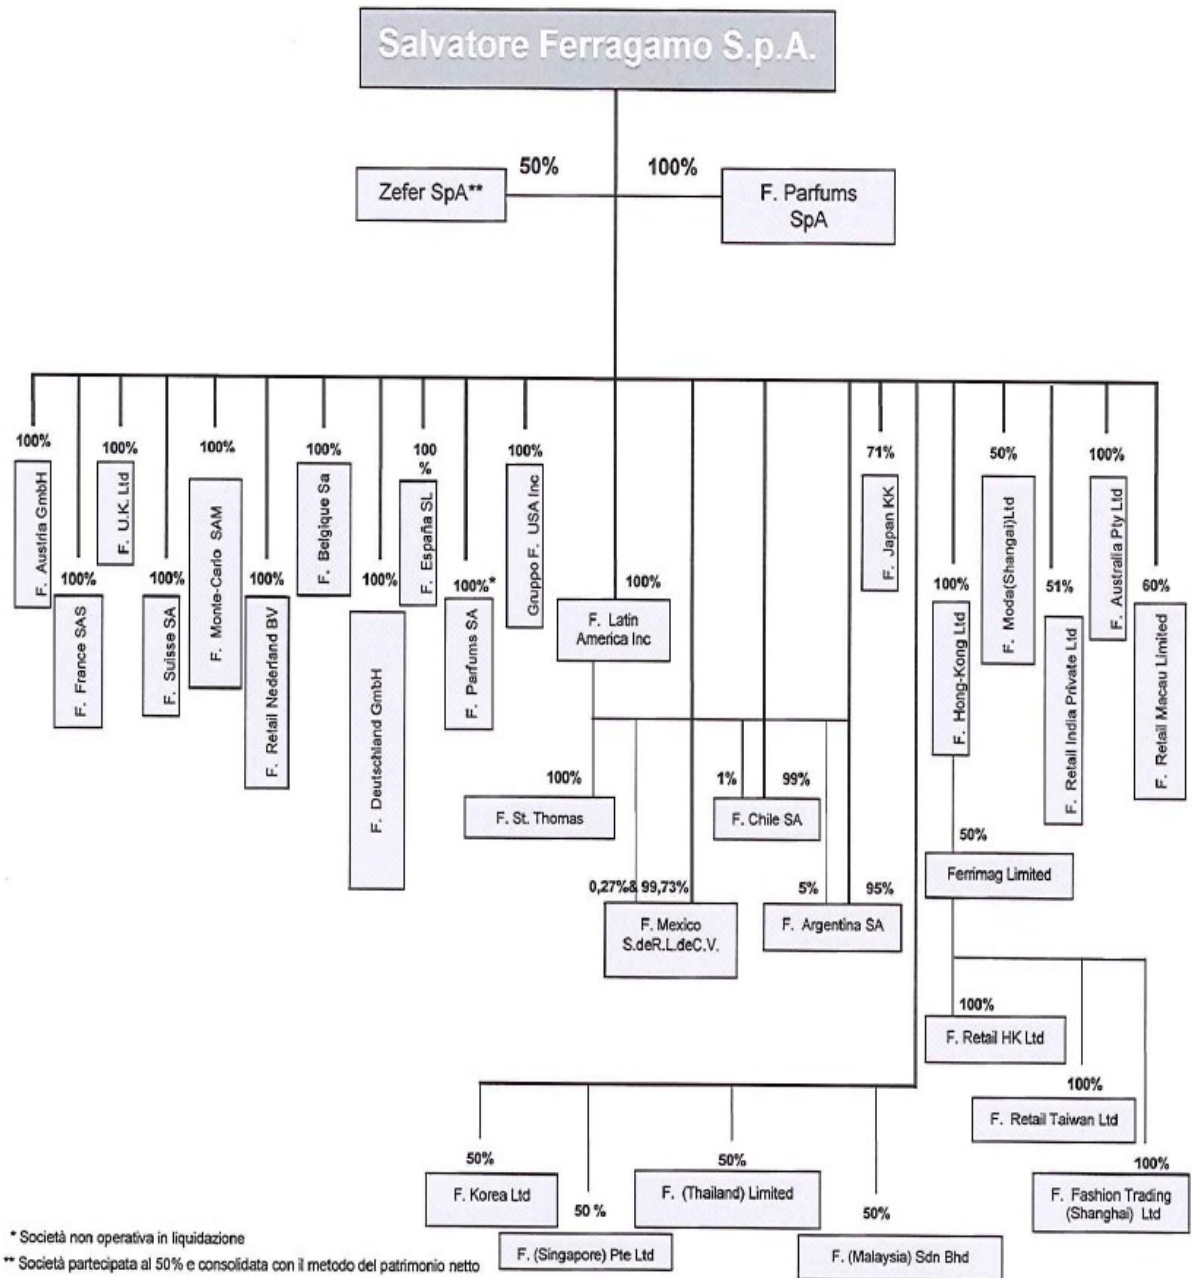 Salvatore Ferragamo S.p.A.
50%
100%
Zefer SpA**
F. Parfums
SpA
100%
F. Austria GmbH
100%
F. France SAS
100%
F. U.K. Ltd
100%
F. Suisse SA
100%
F. Monte-Carlo SAM
100%
F. Retail Nederland BV
100%
F. Belgique Sa
100%
F. Deutschland GmbH
100
%
F. España SL
100%*
F. Parfums SA
100%
Gruppo F. USA Inc
100%
F. Latin
America Inc
71%
F. Japan KK
100%
F. Hong-Kong Ltd
50%
F. Moda(Shangai)Ltd
51%
F. Retail India Private Ltd
100%
F. Australia Pty Ltd
60%
F. Retail Macau Limited
100%
F. St. Thomas
1%
99%
F. Chile SA
0,27%& 99,73%
F. Mexico
S.deR.L.deC.V.
5%
95%
F. Argentina SA
50%
Ferrimag Limited
100%
F. Retail HK Ltd
100%
F. Retail Taiwan Ltd
100%
F. Fashion Trading
(Shanghai) Ltd
50%
F. Korea Ltd
50 %
F. (Singapore) Pte Ltd
50%
F. (Thailand) Limited
50%
F. (Malaysia) Sdn Bhd
* Società non operativa in liquidazione
** Società partecipata al 50% e consolidata con il metodo del patrimonio netto